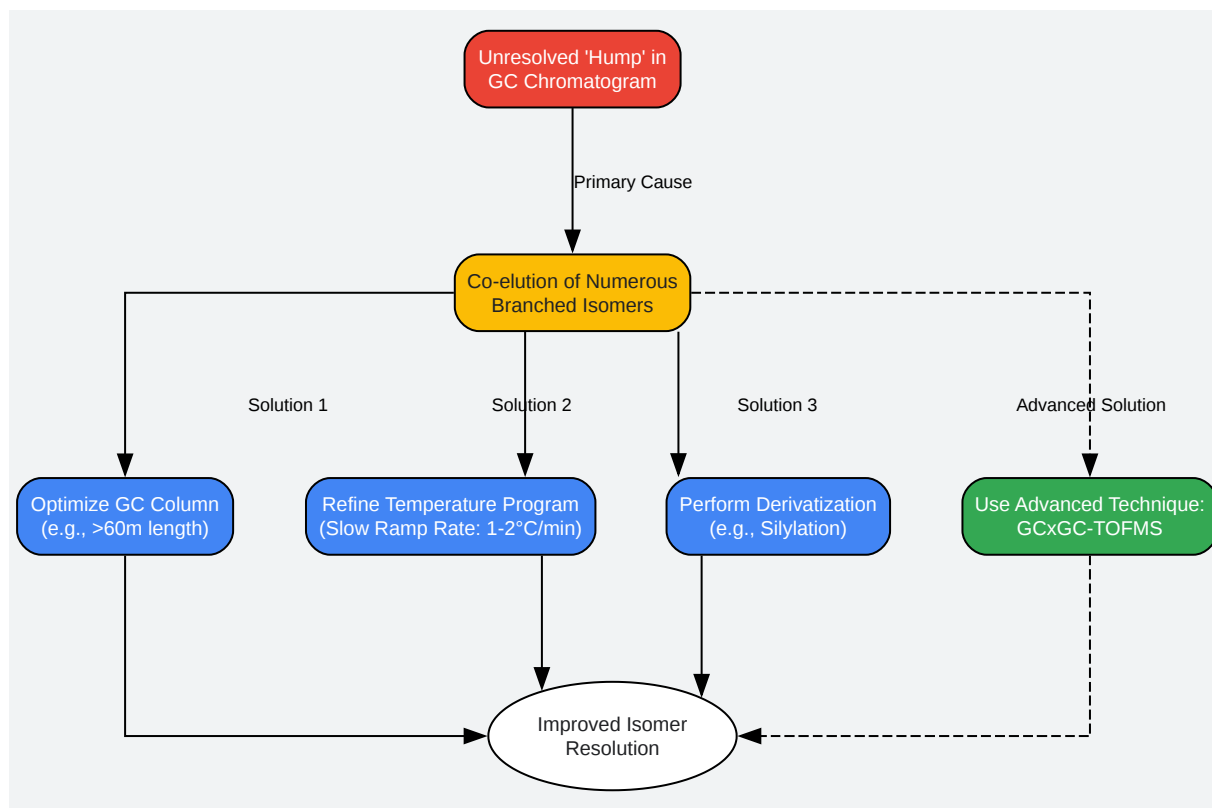 Unresolved 'Hump' in
GC Chromatogram
Primary Cause
Co-elution of Numerous
Branched Isomers
Solution 1
Solution 2
Solution 3
Advanced Solution
Optimize GC Column
(e.g., >60m length)
Refine Temperature Program
(Slow Ramp Rate: 1-2°C/min)
Perform Derivatization
(e.g., Silylation)
Use Advanced Technique:
GCxGC-TOFMS
Improved Isomer
Resolution